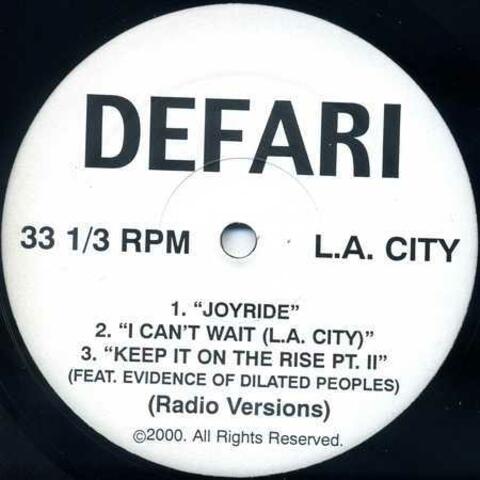 DEFARI
33 1/3 RPM
L.A. CITY
1. “JOYRIDE”
2. “I CAN’T WAIT (L.A. CITY)”
3. “KEEP IT ON THE RISE PT. II”
(FEAT. EVIDENCE OF DILATED PEOPLES)
(Radio Versions)
©2000. All Rights Reserved.